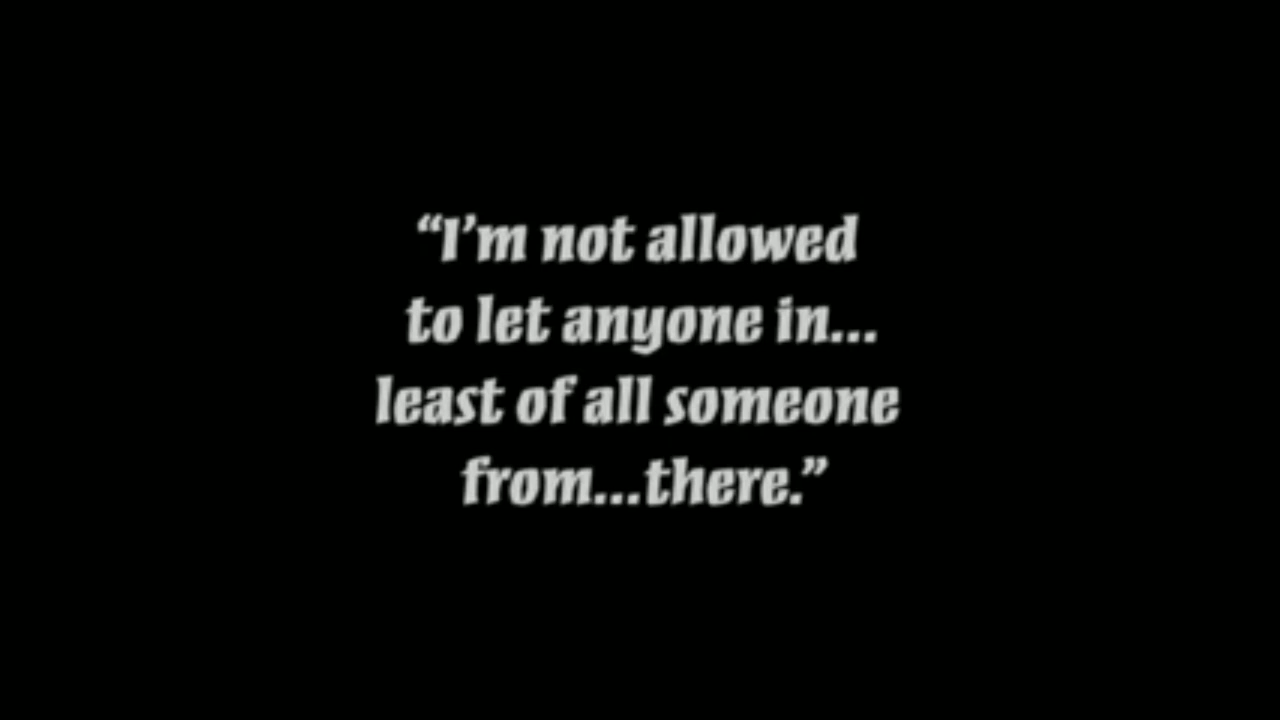 “I’m not allowed
to let anyone in...
least of all someone
from...there.”